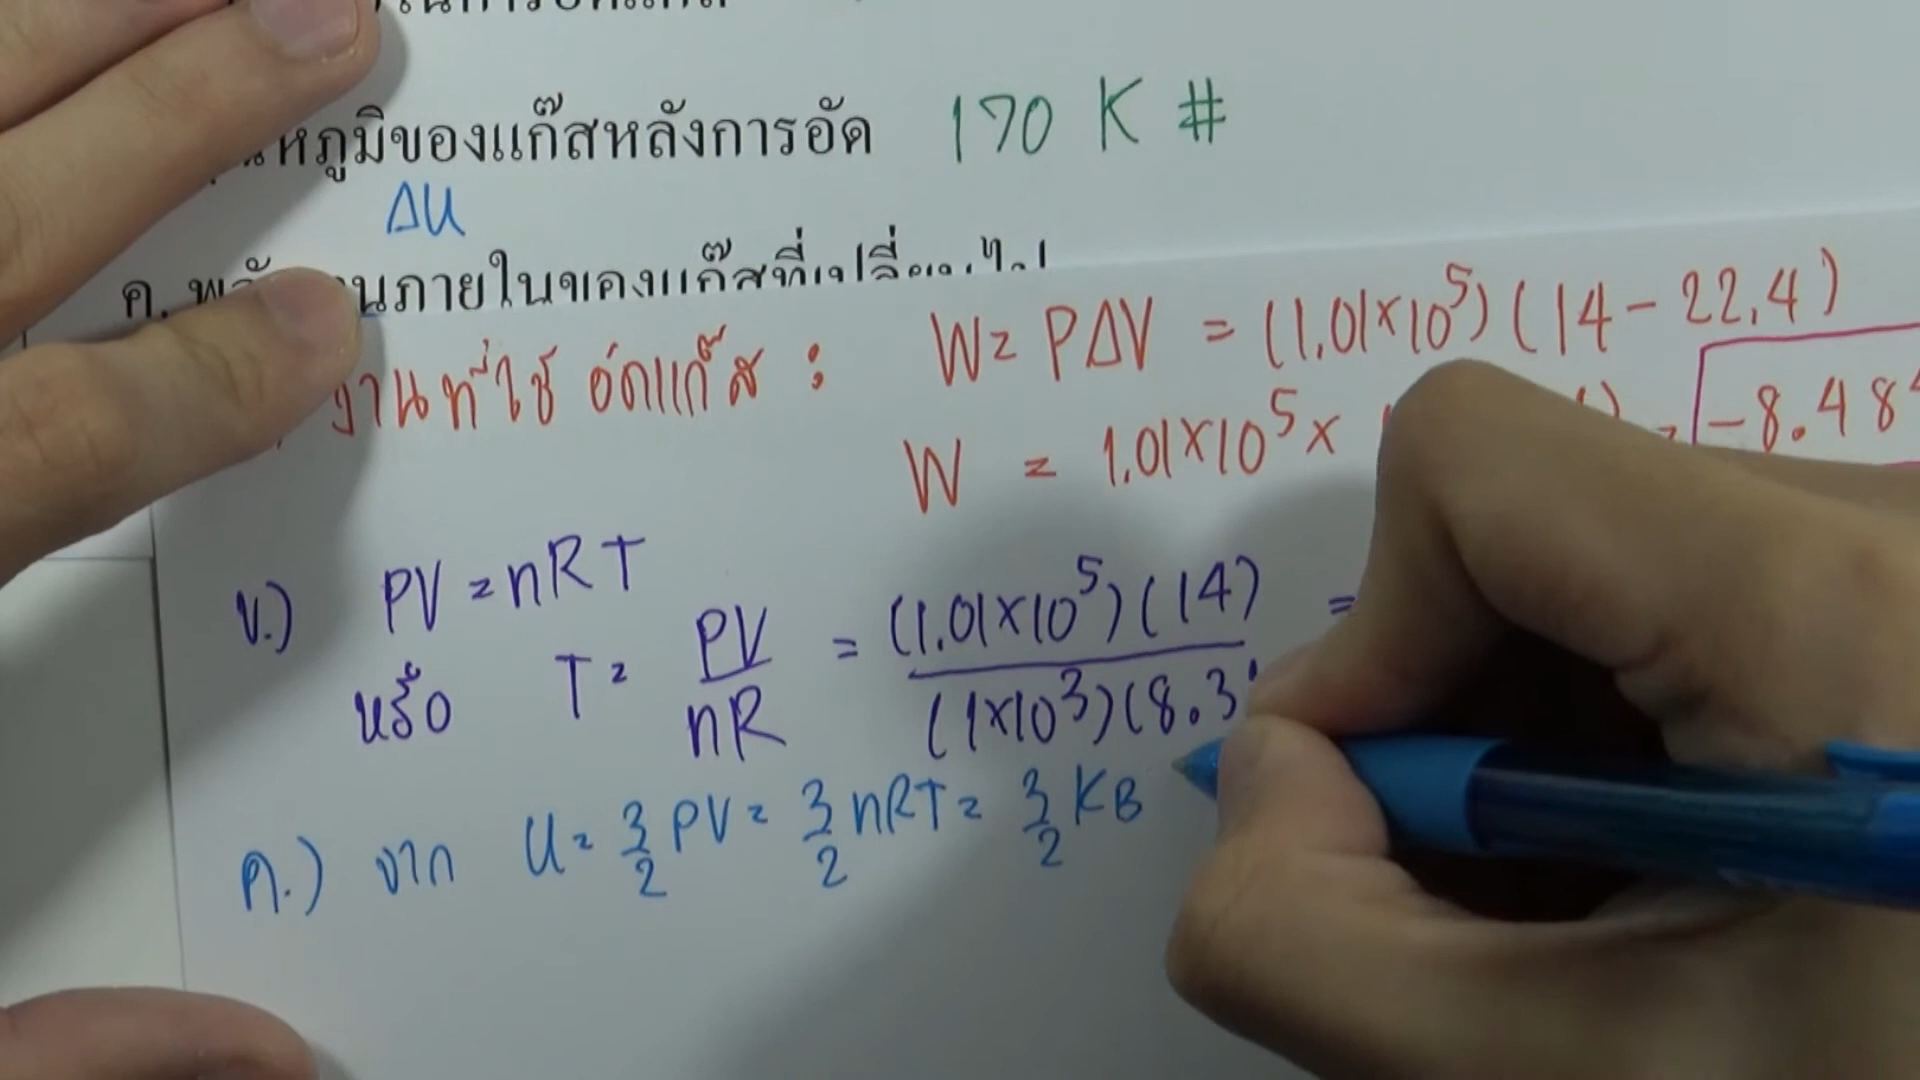 หภูมิของแก๊สหลังการอัด 170 K #
ΔU
ค. นภายในของแก๊สที่เปลี่ยนไป
งานที่ใช้ อัดแก๊ส : W = PΔV = (1.01×10⁵)(14-22.4)
W = 1.01×10⁵× = -8.48
ข.) PV = nRT
หรือ T = PV/nR = (1.01×10⁵)(14)/(1×10³)(8.3 =
ค.) จาก U = 3/2 PV = 3/2 nRT = 3/2 KB